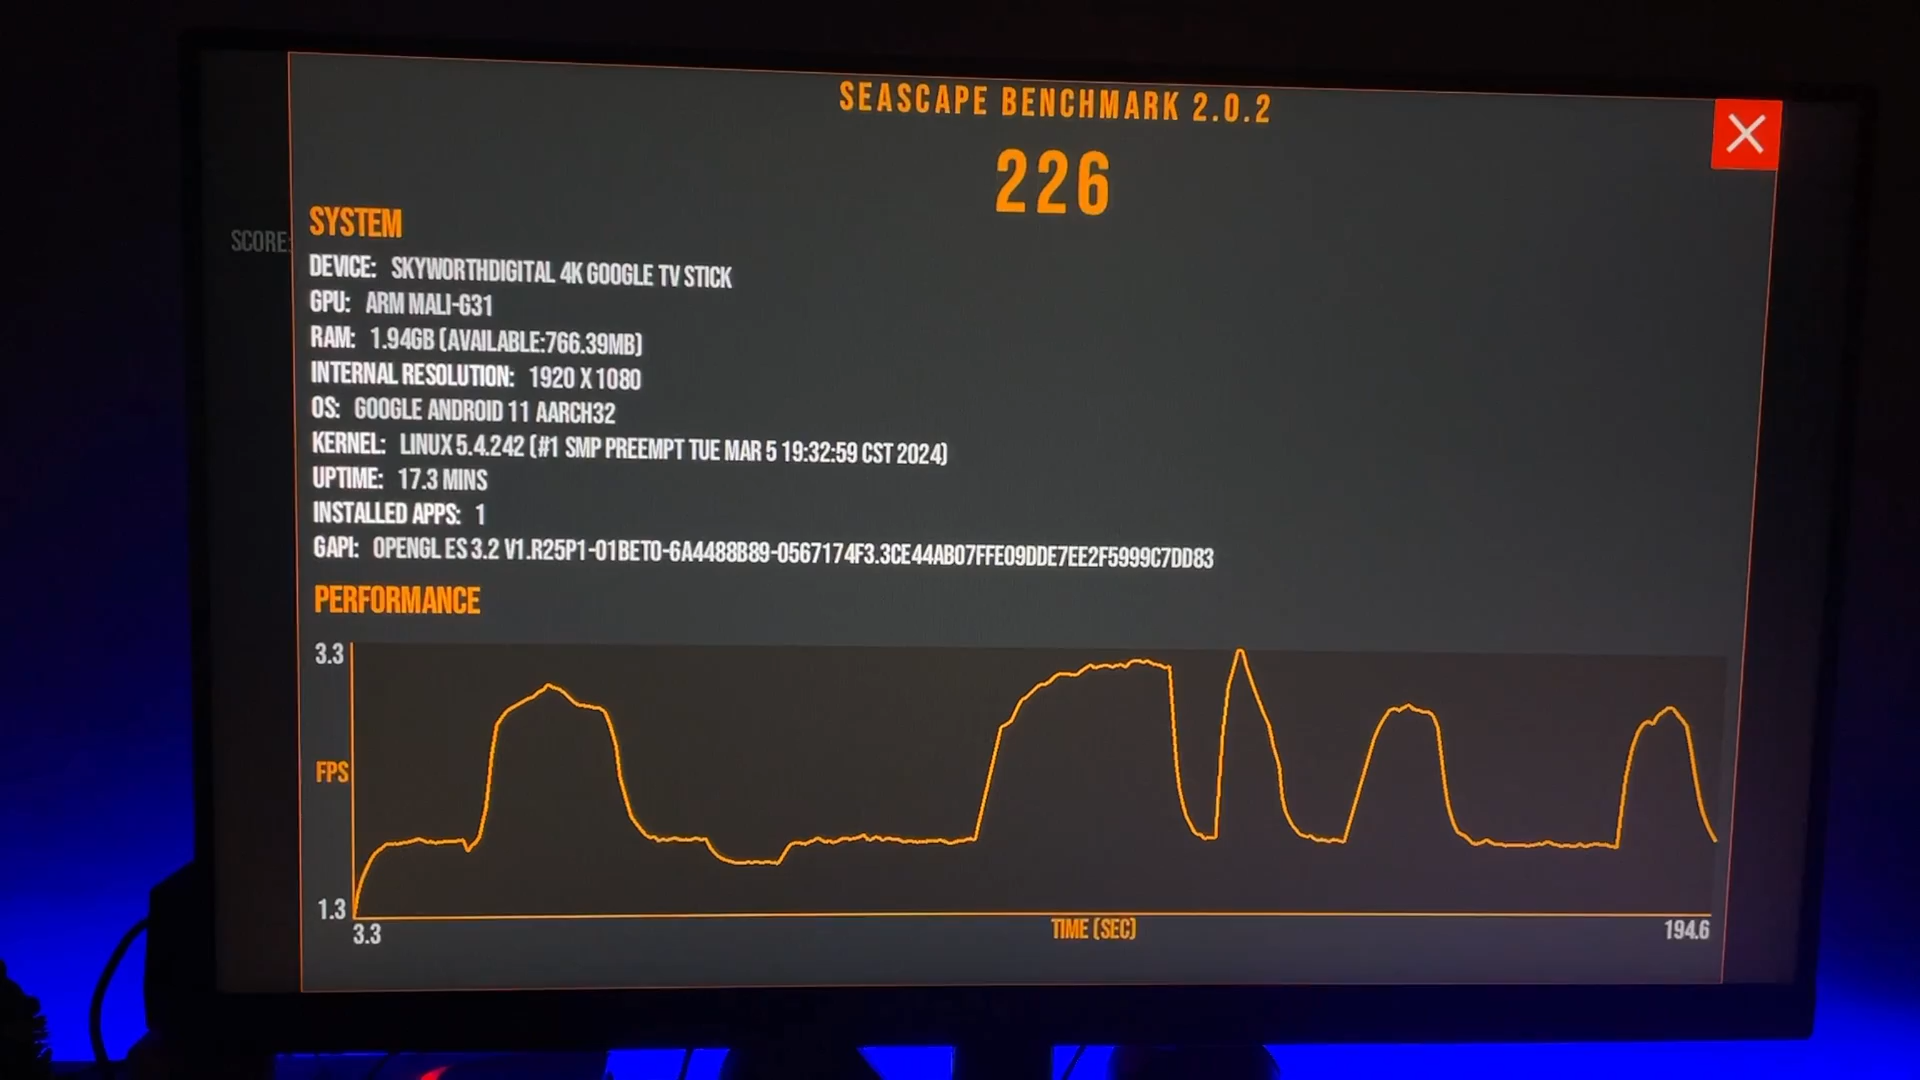 SEASCAPE BENCHMARK 2.0.2
226
SCORE:
SYSTEM
DEVICE: SKYWORTHDIGITAL 4K GOOGLE TV STICK
GPU: ARM MALI-G31
RAM: 1.94GB (AVAILABLE:766.39MB)
INTERNAL RESOLUTION: 1920 X 1080
OS: GOOGLE ANDROID 11 AARCH32
KERNEL: LINUX 5.4.242 (#1 SMP PREEMPT TUE MAR 5 19:32:59 CST 2024)
UPTIME: 17.3 MINS
INSTALLED APPS: 1
GAPI: OPENGL ES 3.2 V1.R25P1-01BET0-6A4488B89-0567174F3.3CE44AB07FFE09DDE7EE2F5999C7DD83
PERFORMANCE
3.3
FPS
1.3
3.3
TIME (SEC)
194.6